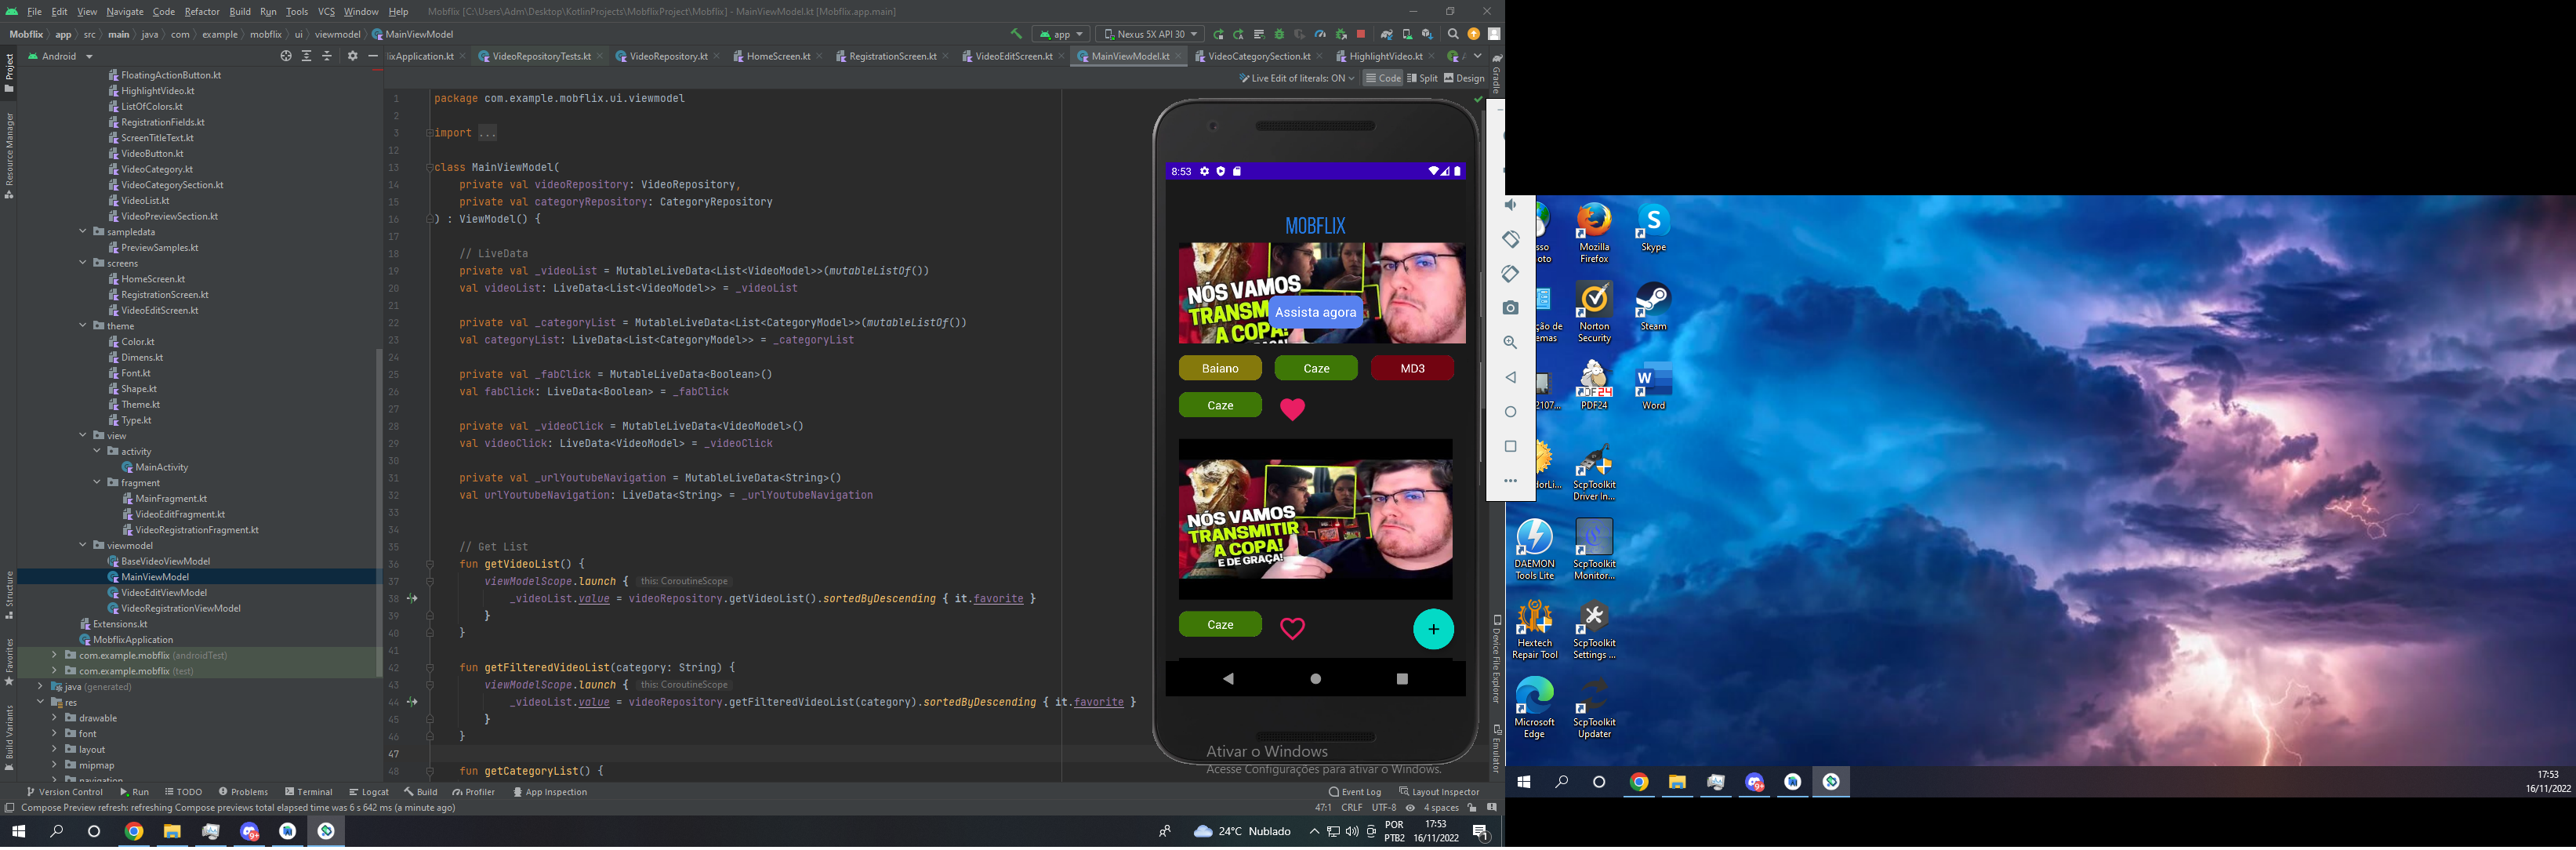 File Edit View Navigate Code Refactor Build Run Tools VCS Window Help Mobflix [C:\Users\Adm\Desktop\KotlinProjects\MobflixProject\Mobflix] - MainViewModel.kt [Mobflix.app.main]
Mobflix app src main java com example mobflix ui viewmodel MainViewModel
app Nexus 5X API 30
Android
ixApplication.kt VideoRepositoryTests.kt VideoRepository.kt HomeScreen.kt RegistrationScreen.kt VideoEditScreen.kt MainViewModel.kt VideoCategorySection.kt HighlightVideo.kt
Live Edit of literals: ON Code Split Design
Project
Resource Manager
Structure
Favorites
Build Variants
FloatingActionButton.kt
HighlightVideo.kt
ListOfColors.kt
RegistrationFields.kt
ScreenTitleText.kt
VideoButton.kt
VideoCategory.kt
VideoCategorySection.kt
VideoList.kt
VideoPreviewSection.kt
sampledata
PreviewSamples.kt
screens
HomeScreen.kt
RegistrationScreen.kt
VideoEditScreen.kt
theme
Color.kt
Dimens.kt
Font.kt
Shape.kt
Theme.kt
Type.kt
view
activity
MainActivity
fragment
MainFragment.kt
VideoEditFragment.kt
VideoRegistrationFragment.kt
viewmodel
BaseVideoViewModel
MainViewModel
VideoEditViewModel
VideoRegistrationViewModel
Extensions.kt
MobflixApplication
com.example.mobflix (androidTest)
com.example.mobflix (test)
java (generated)
res
drawable
font
layout
mipmap
navigation
1 package com.example.mobflix.ui.viewmodel
2
3 import ...
12
13 class MainViewModel(
14 private val videoRepository: VideoRepository,
15 private val categoryRepository: CategoryRepository
16 ) : ViewModel() {
17
18 // LiveData
19 private val _videoList = MutableLiveData<List<VideoModel>>(mutableListOf())
20 val videoList: LiveData<List<VideoModel>> = _videoList
21
22 private val _categoryList = MutableLiveData<List<CategoryModel>>(mutableListOf())
23 val categoryList: LiveData<List<CategoryModel>> = _categoryList
24
25 private val _fabClick = MutableLiveData<Boolean>()
26 val fabClick: LiveData<Boolean> = _fabClick
27
28 private val _videoClick = MutableLiveData<VideoModel>()
29 val videoClick: LiveData<VideoModel> = _videoClick
30
31 private val _urlYoutubeNavigation = MutableLiveData<String>()
32 val urlYoutubeNavigation: LiveData<String> = _urlYoutubeNavigation
33
34
35 // Get List
36 fun getVideoList() {
37 viewModelScope.launch { this: CoroutineScope
38 _videoList.value = videoRepository.getVideoList().sortedByDescending { it.favorite }
39 }
40 }
41
42 fun getFilteredVideoList(category: String) {
43 viewModelScope.launch { this: CoroutineScope
44 _videoList.value = videoRepository.getFilteredVideoList(category).sortedByDescending { it.favorite }
45 }
46 }
47
48 fun getCategoryList() {
8:53
MOBFLIX
NÓS VAMOS
TRANSMITIR
A COPA!
Assista agora
Baiano Caze MD3
Caze
NÓS VAMOS
TRANSMITIR
A COPA!
E DE GRAÇA!
Caze
+
Ativar o Windows
Acesse Configurações para ativar o Windows.
Gradle
Device File Explorer
Emulator
Version Control Run TODO Problems Terminal Logcat Build Profiler App Inspection Event Log Layout Inspector
Compose Preview refresh: refreshing Compose previews total elapsed time was 6 s 642 ms (a minute ago) 47:1 CRLF UTF-8 4 spaces
9+ 24°C Nublado POR
PTB2 17:53
16/11/2022 1
Mozilla
Firefox
Skype
Norton
Security
Steam
PDF24
Word
ScpToolkit
Driver In...
DAEMON
Tools Lite
ScpToolkit
Monitor...
Hextech
Repair Tool
ScpToolkit
Settings ...
Microsoft
Edge
ScpToolkit
Updater
9+ 17:53
16/11/2022